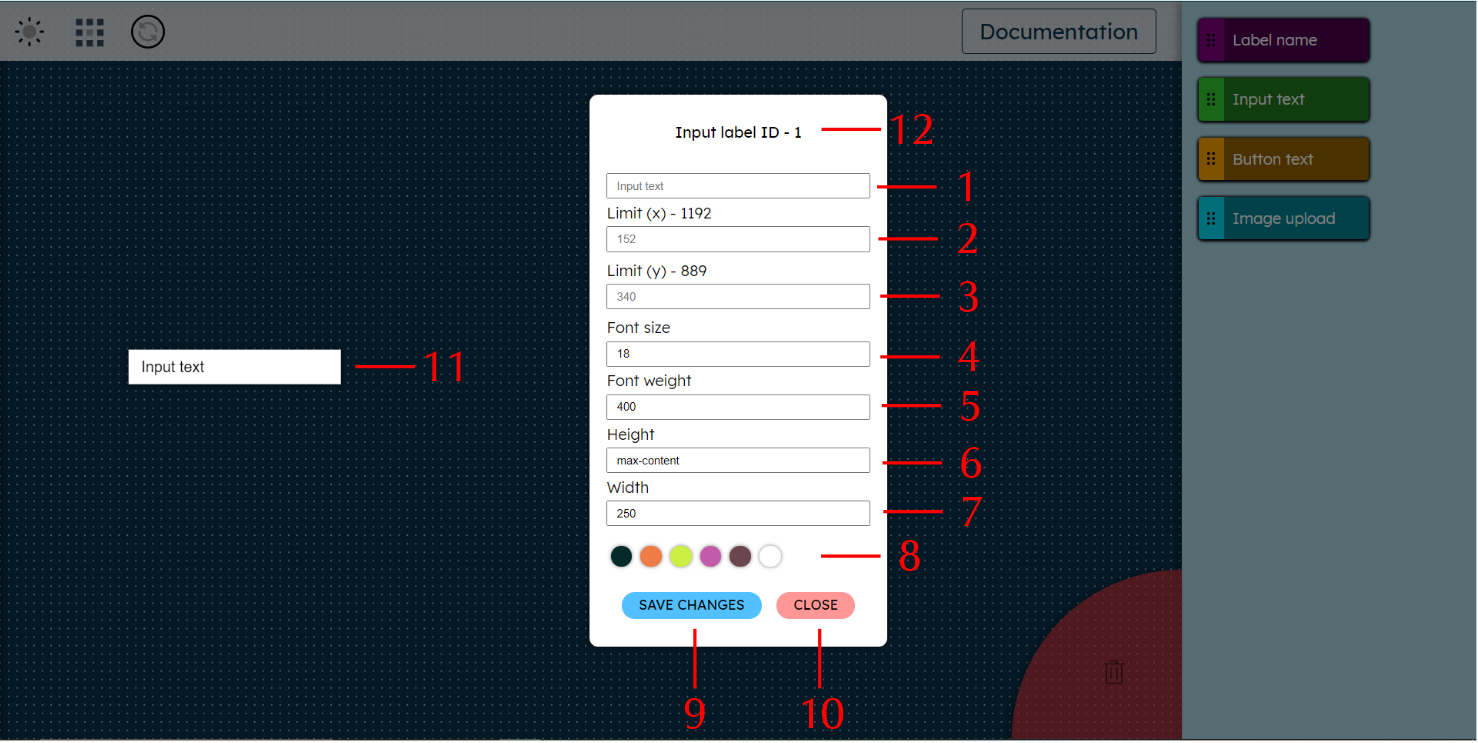 Documentation
Label name
Input text
Button text
Image upload
Input label ID - 1
12
Input text
1
Limit (x) - 1192
152
2
Limit (y) - 889
340
3
Font size
18
4
Input text
11
Font weight
400
5
Height
max-content
6
Width
250
7
8
SAVE CHANGES
CLOSE
9
10